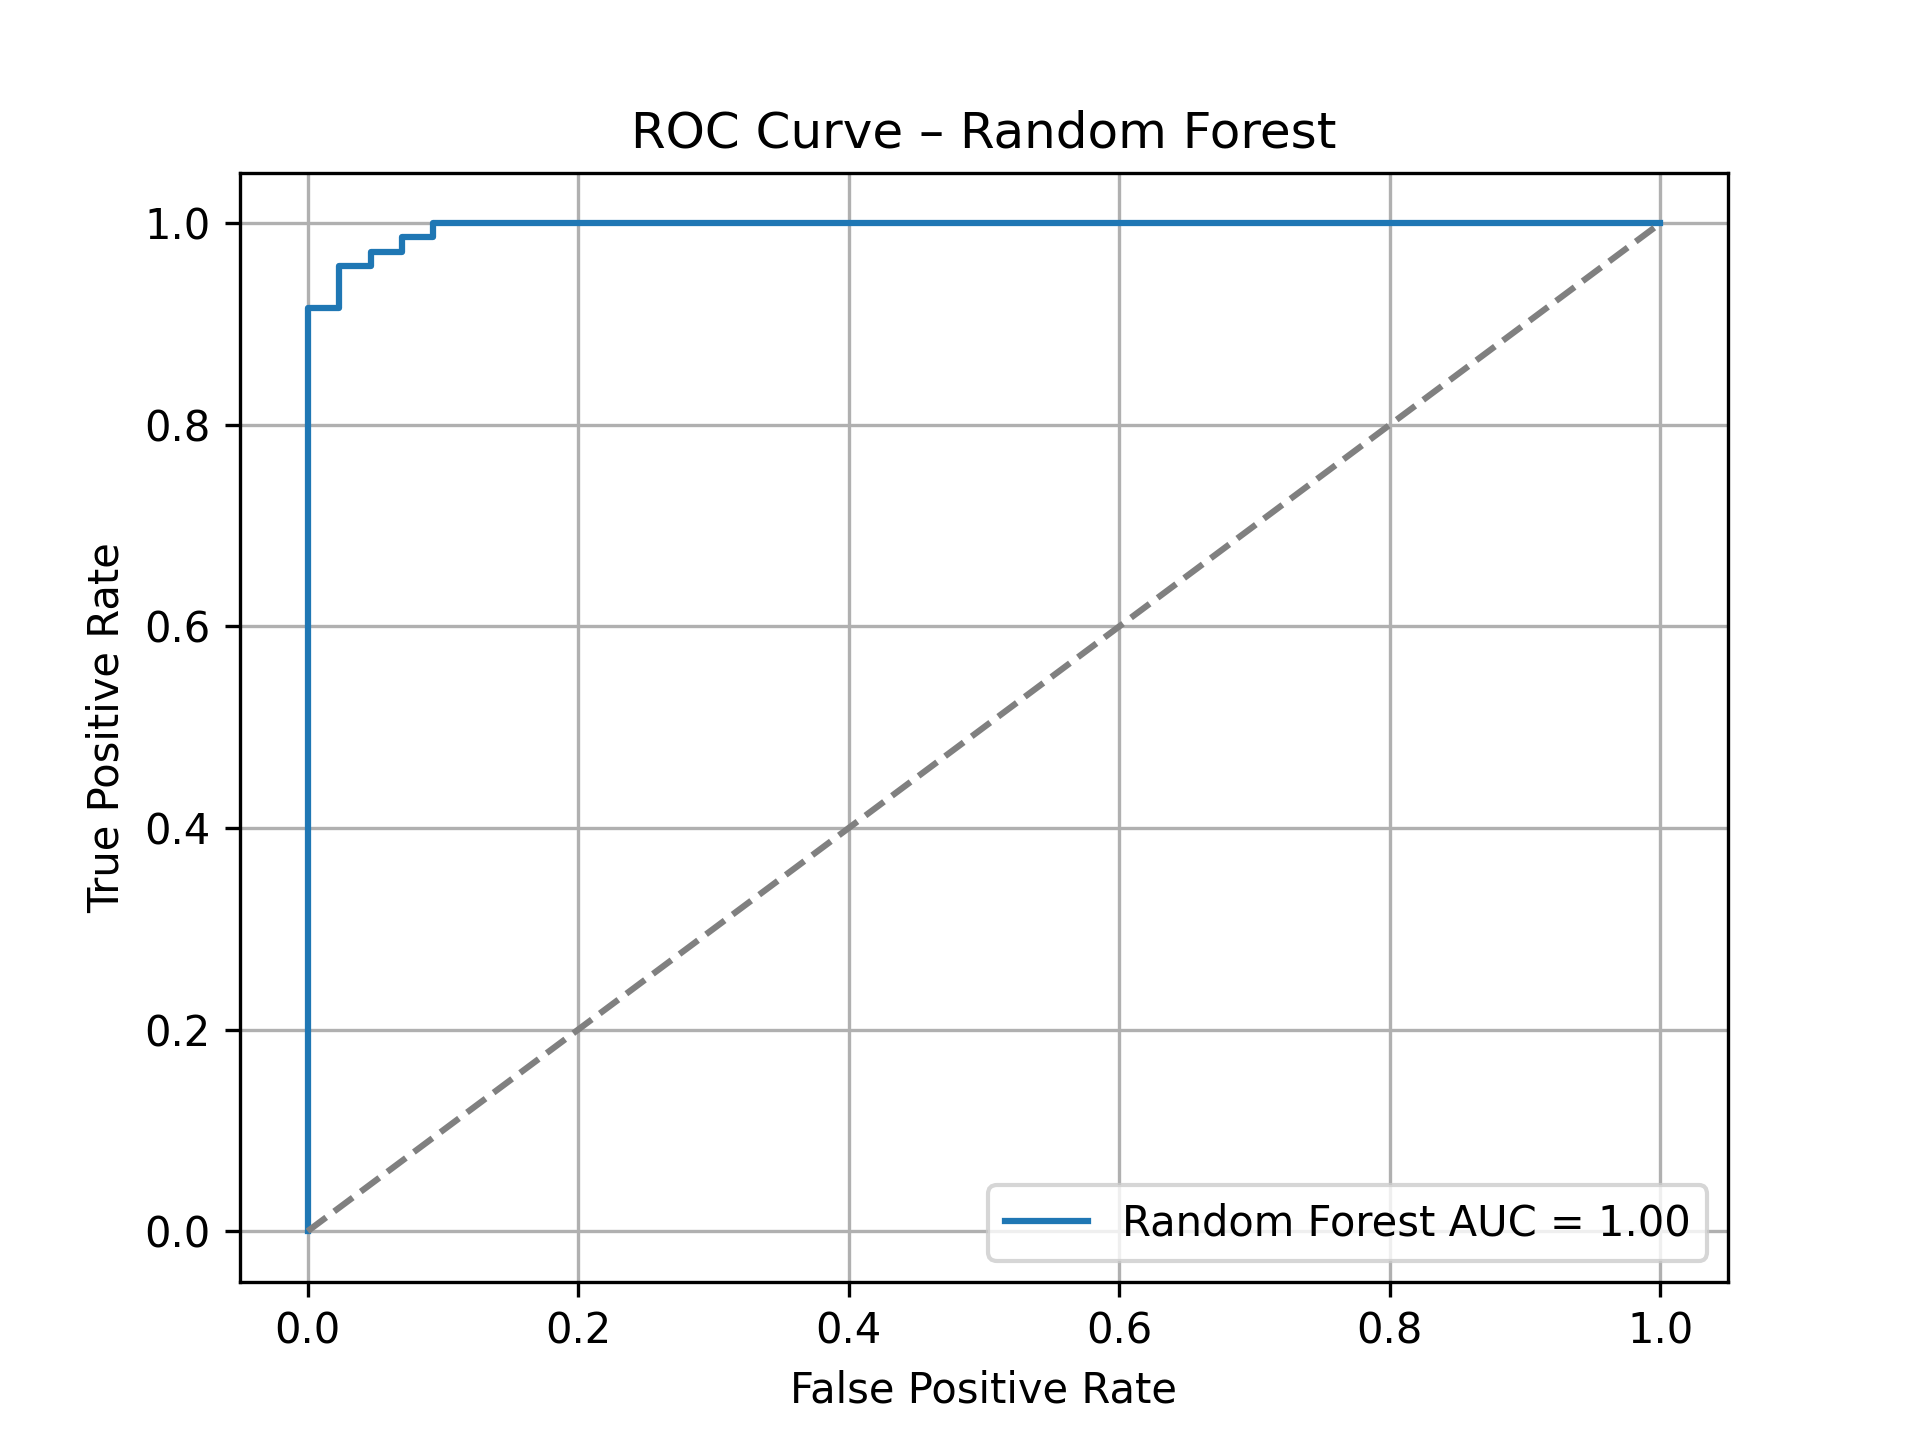 ROC Curve – Random Forest
True Positive Rate
1.0
0.8
0.6
0.4
0.2
0.0
Random Forest AUC = 1.00
0.0 0.2 0.4 0.6 0.8 1.0
False Positive Rate